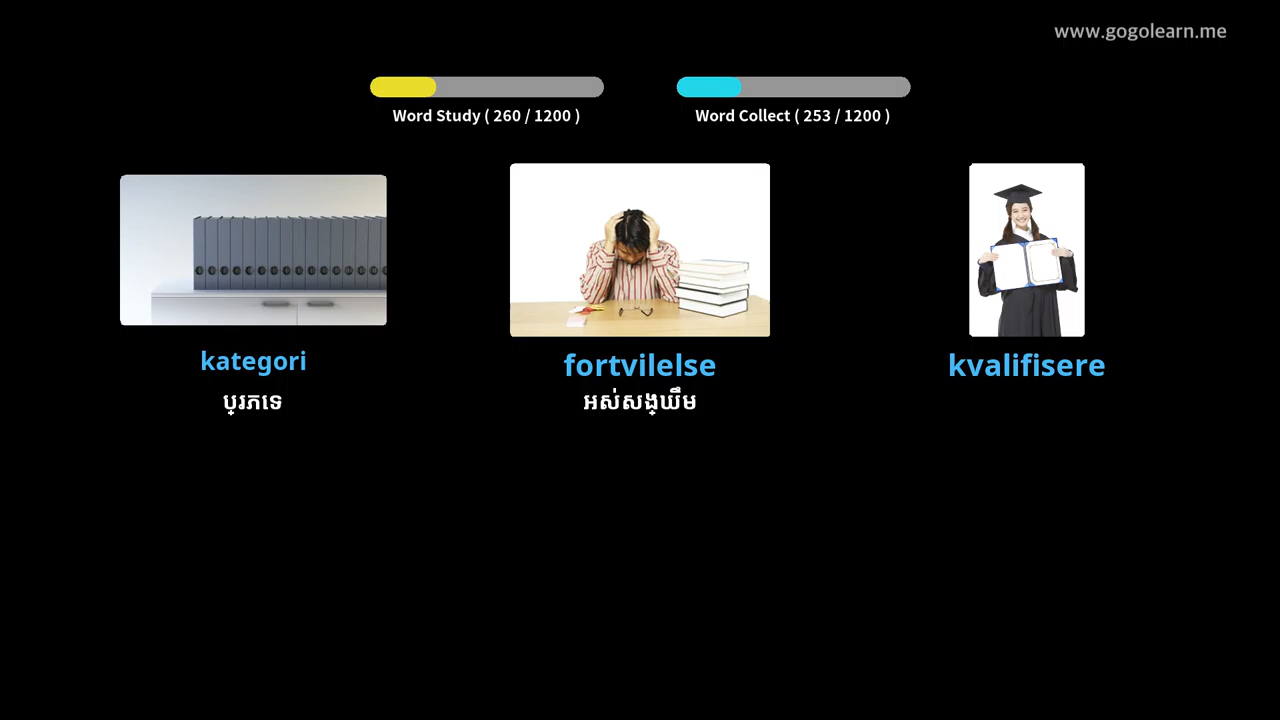 www.gogolearn.me
Word Study ( 260 / 1200 )
Word Collect ( 253 / 1200 )
kategori
ប្រភទេ
fortvilelse
អស់សង្ឃឹម
kvalifisere